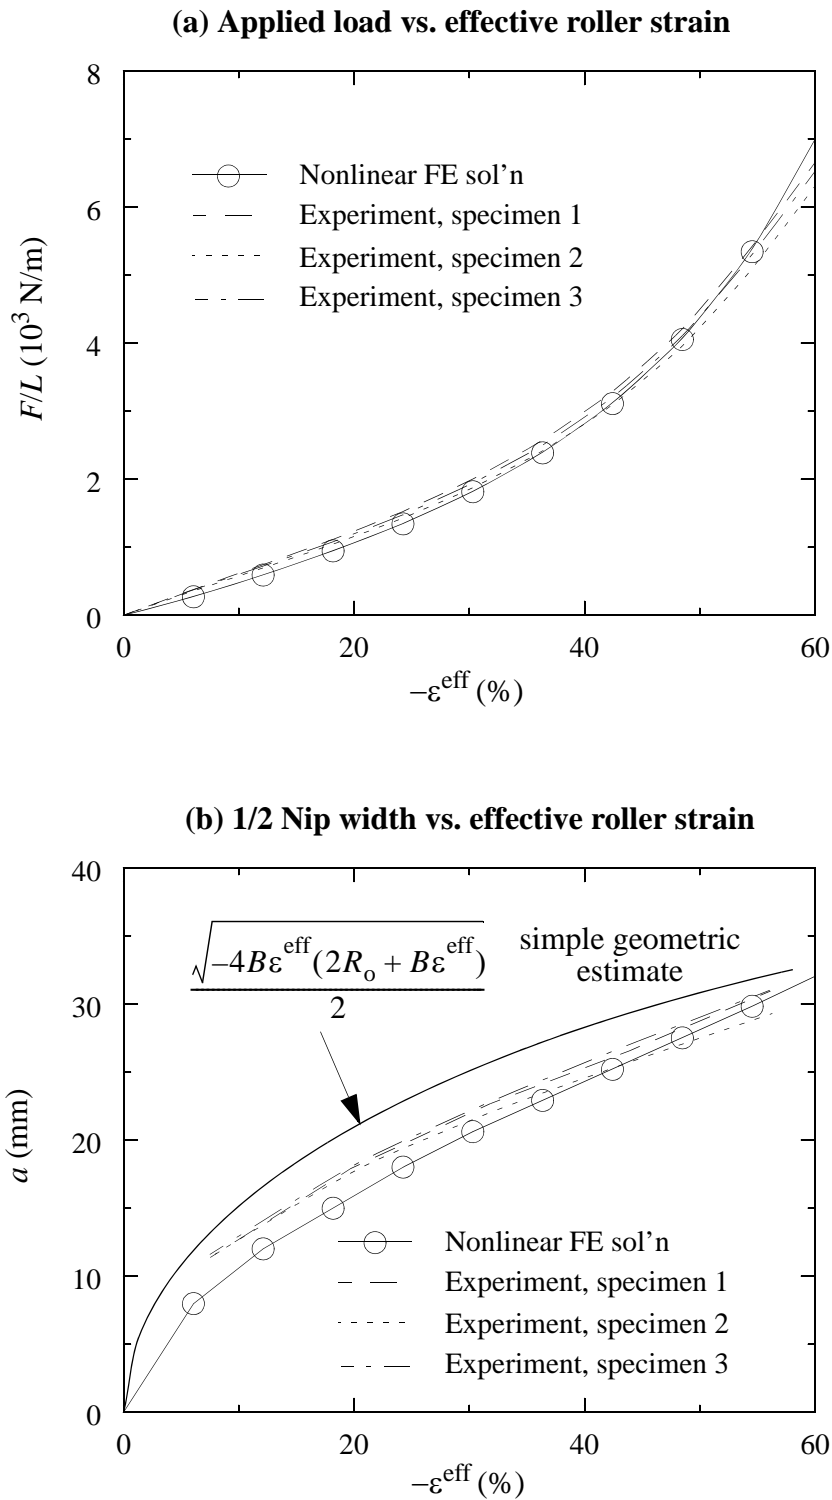 (a) Applied load vs. effective roller strain
8
6
4
2
0
F/L (10³ N/m)
Nonlinear FE sol’n
Experiment, specimen 1
Experiment, specimen 2
Experiment, specimen 3
0 20 40 60
−ε^eff (%)
(b) 1/2 Nip width vs. effective roller strain
40
30
20
10
0
a (mm)
√−4Bε^eff(2R_o + Bε^eff)
2
simple geometric
estimate
Nonlinear FE sol’n
Experiment, specimen 1
Experiment, specimen 2
Experiment, specimen 3
0 20 40 60
−ε^eff (%)